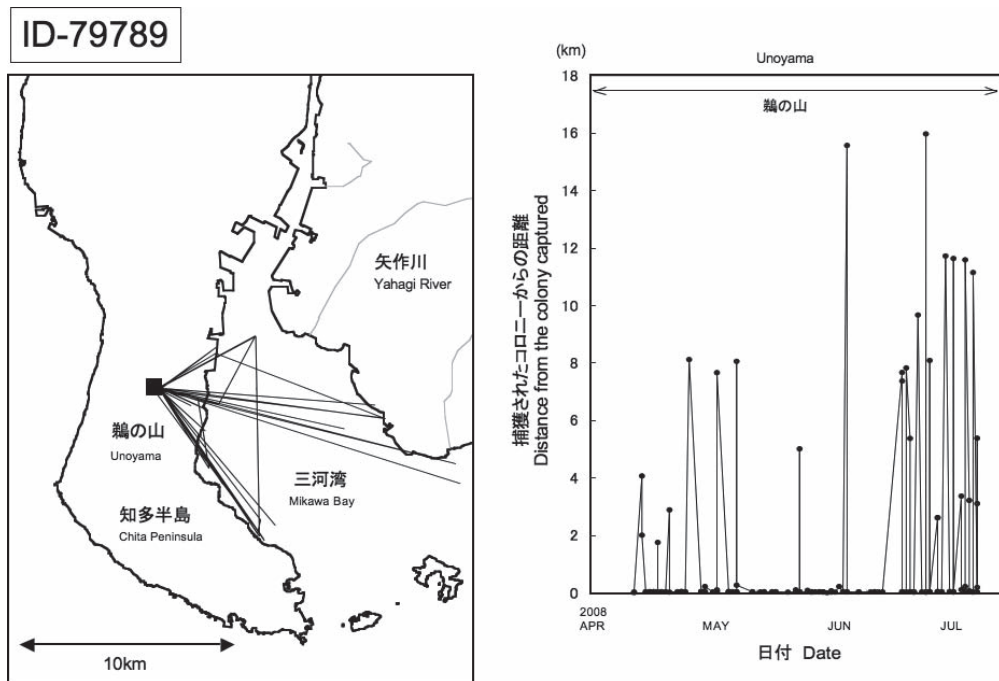 ID-79789
矢作川
Yahagi River
鵜の山
Unoyama
三河湾
Mikawa Bay
知多半島
Chita Peninsula
10km
(km)
Unoyama
鵜の山
18
16
14
12
10
8
6
4
2
0
捕獲されたコロニーからの距離
Distance from the colony captured
2008
APR MAY JUN JUL
日付 Date